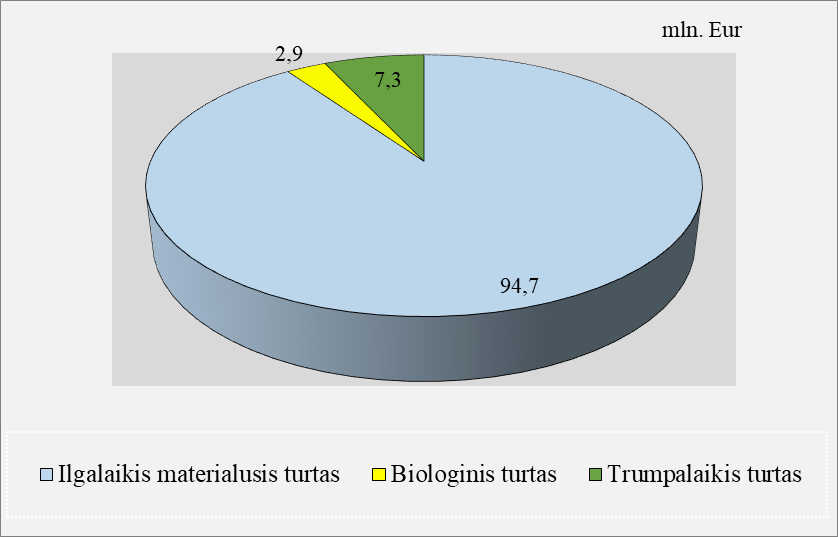 mln. Eur
2,9
7,3
94,7
Ilgalaikis materialusis turtas
Biologinis turtas
Trumpalaikis turtas